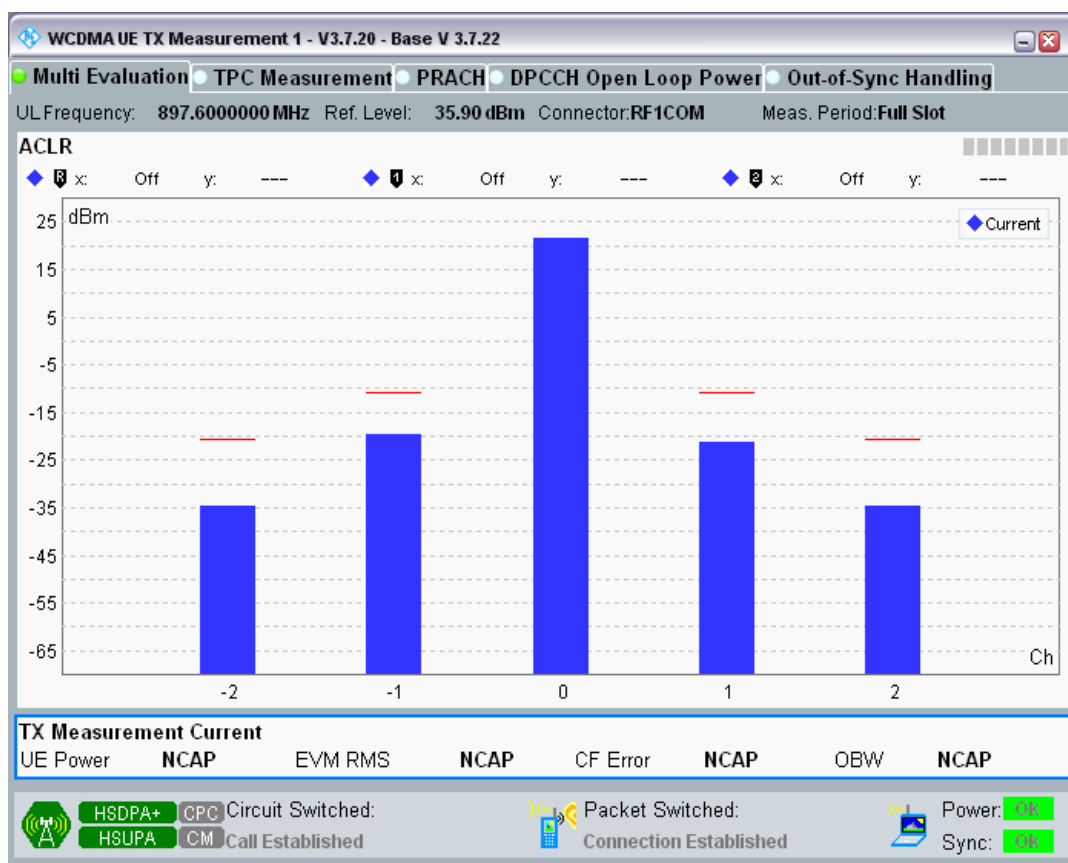 WCDMA UE TX Measurement 1 - V3.7.20 - Base V 3.7.22
Multi Evaluation TPC Measurement PRACH DPCCH Open Loop Power Out-of-Sync Handling
UL Frequency: 897.6000000 MHz Ref. Level: 35.90 dBm Connector:RF1COM Meas. Period:Full Slot
ACLR
R x: Off y: --- 1 x: Off y: --- 2 x: Off y: ---
dBm
Current
25
15
5
-5
-15
-25
-35
-45
-55
-65
Ch
-2 -1 0 1 2
TX Measurement Current
UE Power NCAP EVM RMS NCAP CF Error NCAP OBW NCAP
HSDPA+ CPC Circuit Switched: Packet Switched: Power: OK
HSUPA CM Call Established Connection Established Sync: OK